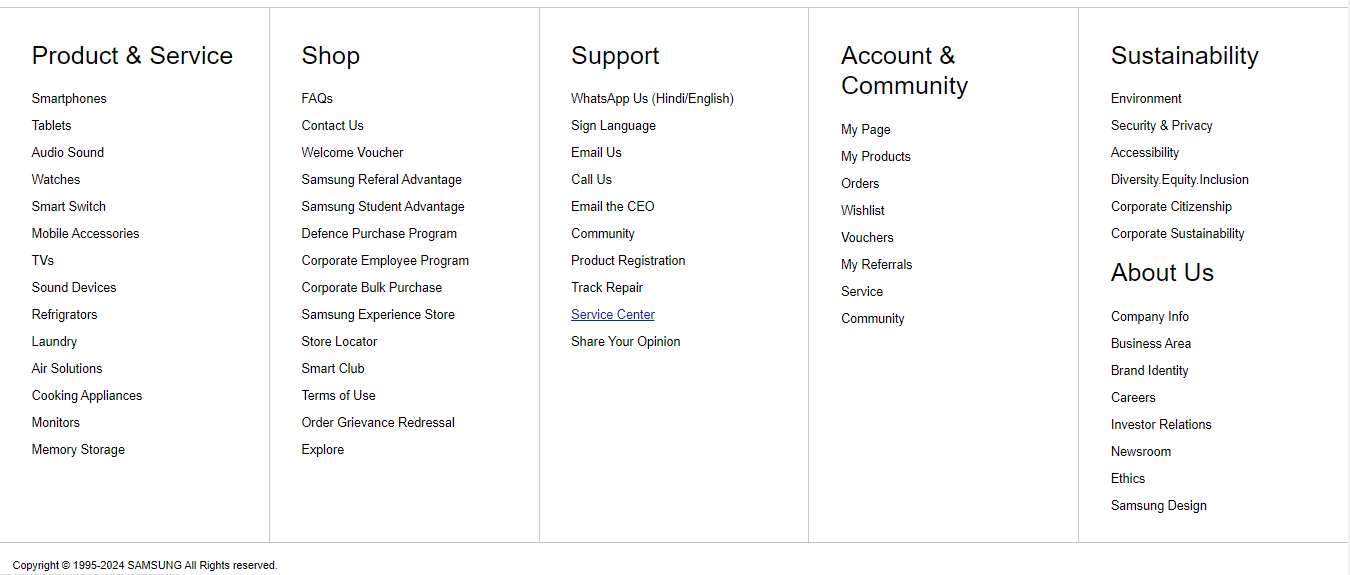 Product & Service
Smartphones
Tablets
Audio Sound
Watches
Smart Switch
Mobile Accessories
TVs
Sound Devices
Refrigrators
Laundry
Air Solutions
Cooking Appliances
Monitors
Memory Storage
Shop
FAQs
Contact Us
Welcome Voucher
Samsung Referal Advantage
Samsung Student Advantage
Defence Purchase Program
Corporate Employee Program
Corporate Bulk Purchase
Samsung Experience Store
Store Locator
Smart Club
Terms of Use
Order Grievance Redressal
Explore
Support
WhatsApp Us (Hindi/English)
Sign Language
Email Us
Call Us
Email the CEO
Community
Product Registration
Track Repair
Service Center
Share Your Opinion
Account &
Community
My Page
My Products
Orders
Wishlist
Vouchers
My Referrals
Service
Community
Sustainability
Environment
Security & Privacy
Accessibility
Diversity.Equity.Inclusion
Corporate Citizenship
Corporate Sustainability
About Us
Company Info
Business Area
Brand Identity
Careers
Investor Relations
Newsroom
Ethics
Samsung Design
Copyright © 1995-2024 SAMSUNG All Rights reserved.